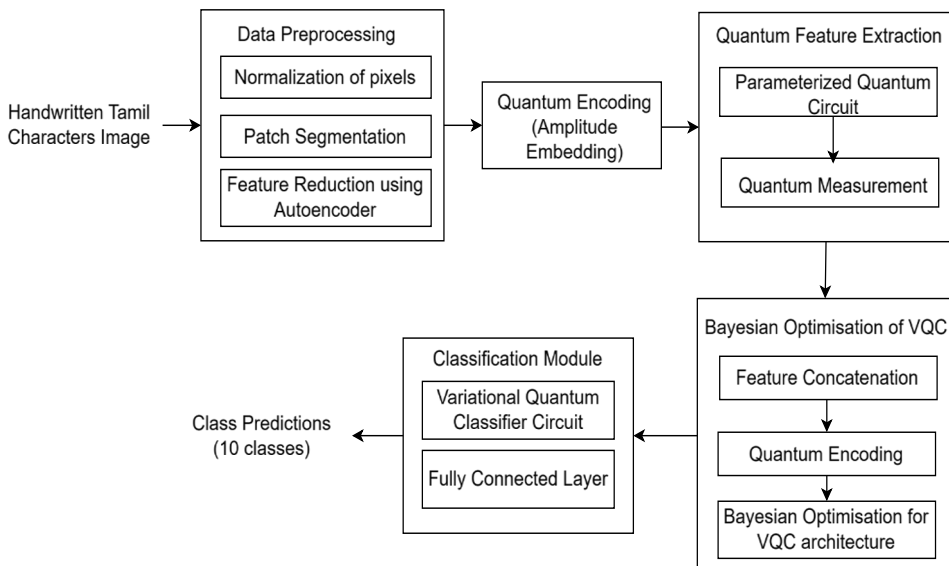 Handwritten Tamil
Characters Image
Data Preprocessing
Normalization of pixels
Patch Segmentation
Feature Reduction using
Autoencoder
Quantum Encoding
(Amplitude
Embedding)
Quantum Feature Extraction
Parameterized Quantum
Circuit
Quantum Measurement
Bayesian Optimisation of VQC
Feature Concatenation
Quantum Encoding
Bayesian Optimisation for
VQC architecture
Classification Module
Variational Quantum
Classifier Circuit
Fully Connected Layer
Class Predictions
(10 classes)